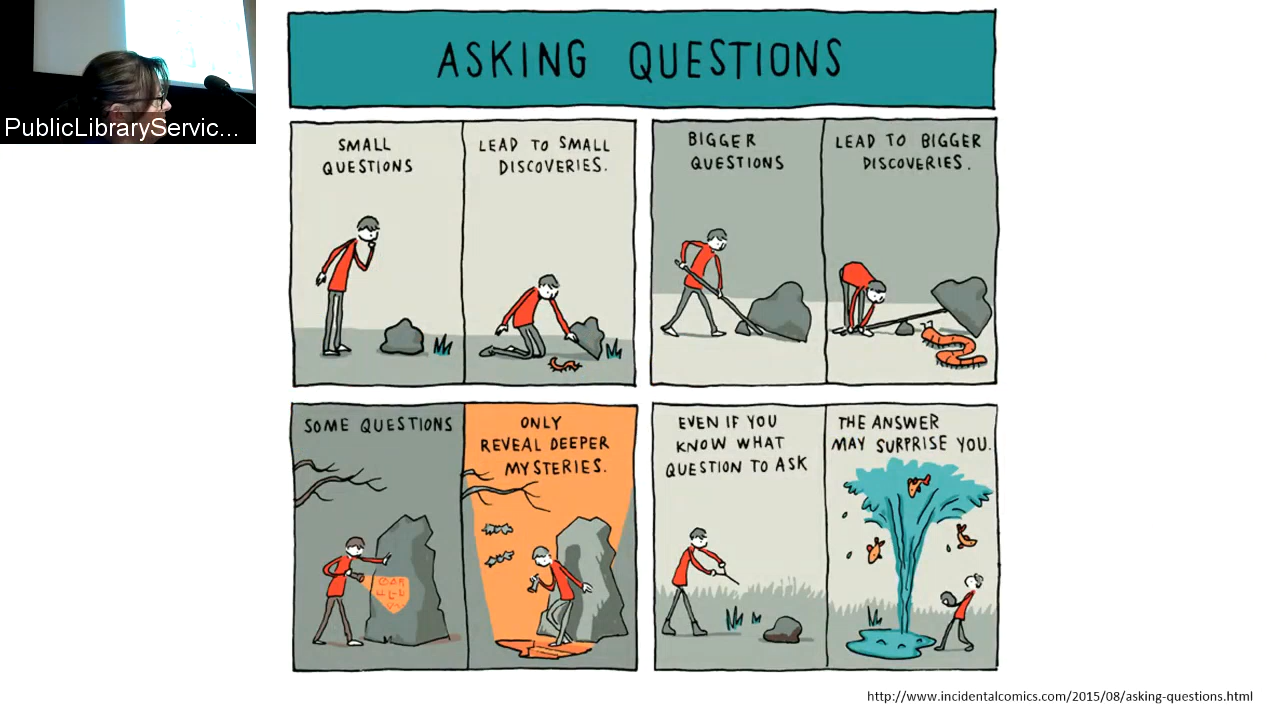 PublicLibraryServic...
ASKING QUESTIONS
SMALL
QUESTIONS
LEAD TO SMALL
DISCOVERIES.
BIGGER
QUESTIONS
LEAD TO BIGGER
DISCOVERIES.
SOME QUESTIONS
ONLY
REVEAL DEEPER
MYSTERIES.
EVEN IF YOU
KNOW WHAT
QUESTION TO ASK
THE ANSWER
MAY SURPRISE YOU.
http://www.incidentalcomics.com/2015/08/asking-questions.html